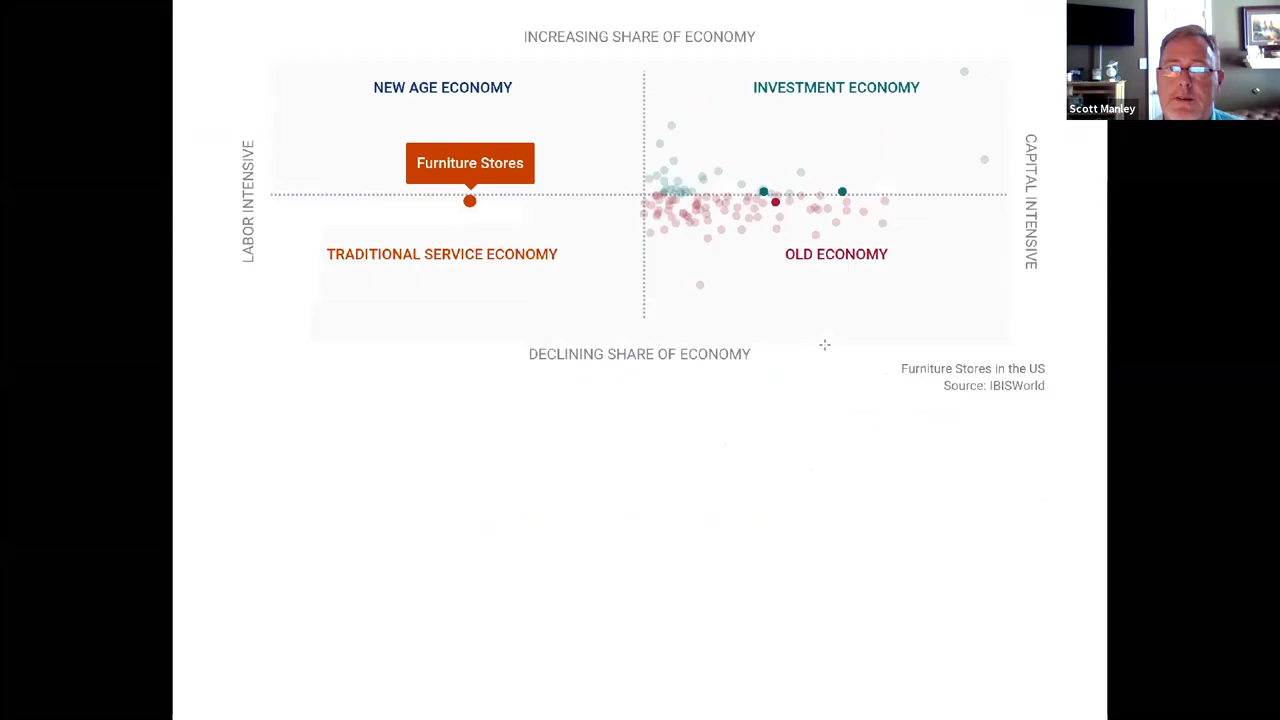 INCREASING SHARE OF ECONOMY
NEW AGE ECONOMY
INVESTMENT ECONOMY
Scott Manley
LABOR INTENSIVE
Furniture Stores
CAPITAL INTENSIVE
TRADITIONAL SERVICE ECONOMY
OLD ECONOMY
DECLINING SHARE OF ECONOMY
Furniture Stores in the US
Source: IBISWorld